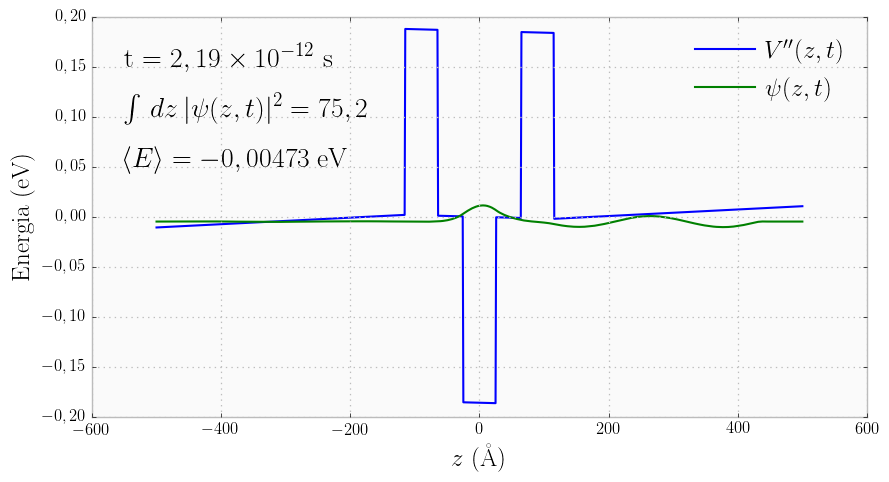 0,20
0,15
0,10
0,05
0,00
−0,05
−0,10
−0,15
−0,20
Energia (eV)
t = 2,19 × 10⁻¹² s
∫ dz |ψ(z, t)|² = 75,2
⟨E⟩ = −0,00473 eV
V′′(z, t)
ψ(z, t)
−600 −400 −200 0 200 400 600
z (Å)